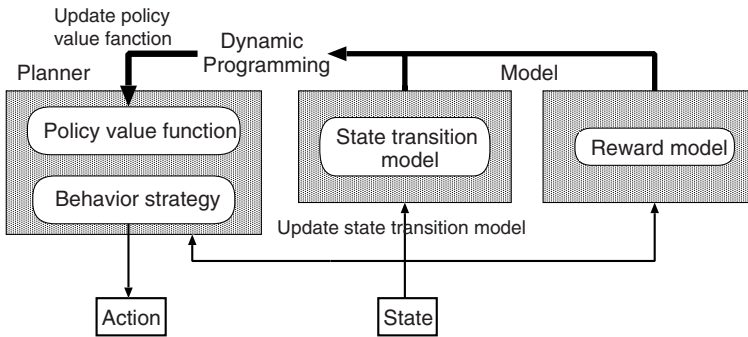 Update policy
value fanction
Dynamic
Programming
Planner
Model
Policy value function
State transition
model
Reward model
Behavior strategy
Update state transition model
Action
State